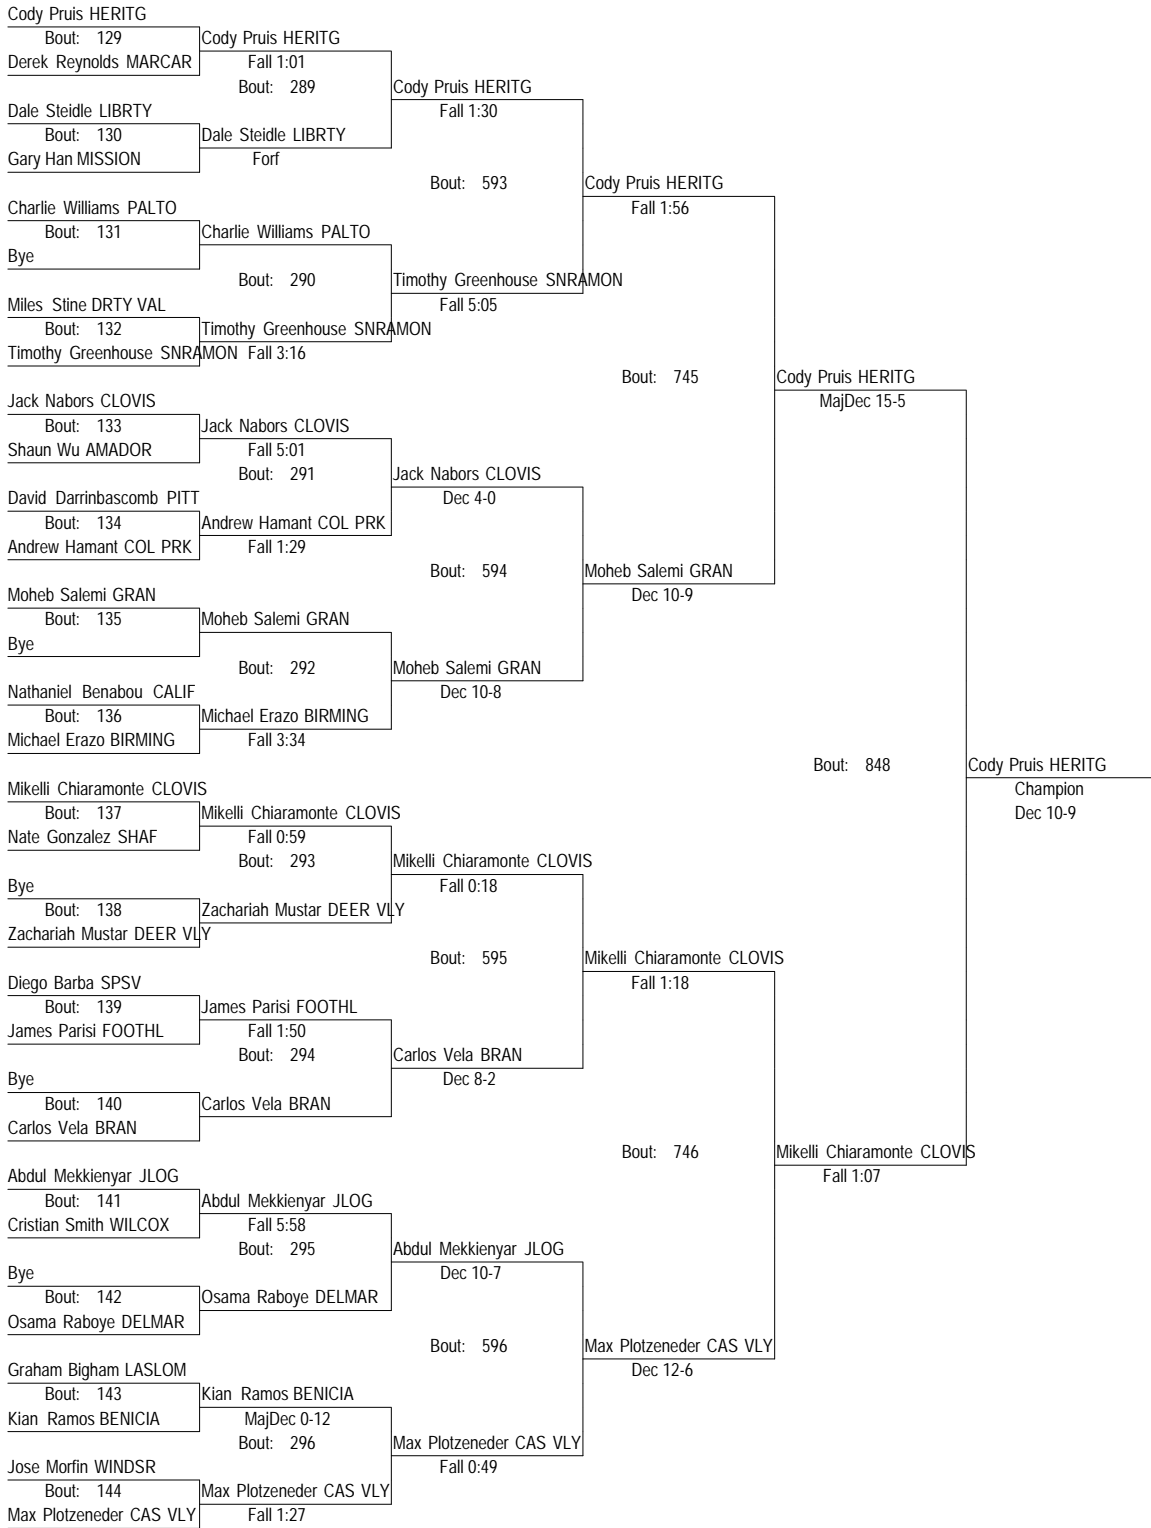 Cody Pruis HERITG
Bout: 129 Cody Pruis HERITG
Derek Reynolds MARCAR Fall 1:01
Bout: 289 Cody Pruis HERITG
Dale Steidle LIBRTY Fall 1:30
Bout: 130 Dale Steidle LIBRTY
Gary Han MISSION Forf
Bout: 593 Cody Pruis HERITG
Charlie Williams PALTO Fall 1:56
Bout: 131 Charlie Williams PALTO
Bye
Bout: 290 Timothy Greenhouse SNRAMON
Miles Stine DRTY VAL Fall 5:05
Bout: 132 Timothy Greenhouse SNRAMON
Timothy Greenhouse SNRAMON Fall 3:16
Bout: 745 Cody Pruis HERITG
Jack Nabors CLOVIS MajDec 15-5
Bout: 133 Jack Nabors CLOVIS
Shaun Wu AMADOR Fall 5:01
Bout: 291 Jack Nabors CLOVIS
David Darrinbascomb PITT Dec 4-0
Bout: 134 Andrew Hamant COL PRK
Andrew Hamant COL PRK Fall 1:29
Bout: 594 Moheb Salemi GRAN
Moheb Salemi GRAN Dec 10-9
Bout: 135 Moheb Salemi GRAN
Bye
Bout: 292 Moheb Salemi GRAN
Nathaniel Benabou CALIF Dec 10-8
Bout: 136 Michael Erazo BIRMING
Michael Erazo BIRMING Fall 3:34
Bout: 848 Cody Pruis HERITG
Mikelli Chiaramonte CLOVIS Champion
Bout: 137 Mikelli Chiaramonte CLOVIS Dec 10-9
Nate Gonzalez SHAF Fall 0:59
Bout: 293 Mikelli Chiaramonte CLOVIS
Bye Fall 0:18
Bout: 138 Zachariah Mustar DEER VLY
Zachariah Mustar DEER VLY
Bout: 595 Mikelli Chiaramonte CLOVIS
Diego Barba SPSV Fall 1:18
Bout: 139 James Parisi FOOTHL
James Parisi FOOTHL Fall 1:50
Bout: 294 Carlos Vela BRAN
Bye Dec 8-2
Bout: 140 Carlos Vela BRAN
Carlos Vela BRAN
Bout: 746 Mikelli Chiaramonte CLOVIS
Abdul Mekkienyar JLOG Fall 1:07
Bout: 141 Abdul Mekkienyar JLOG
Cristian Smith WILCOX Fall 5:58
Bout: 295 Abdul Mekkienyar JLOG
Bye Dec 10-7
Bout: 142 Osama Raboye DELMAR
Osama Raboye DELMAR
Bout: 596 Max Plotzeneder CAS VLY
Graham Bigham LASLOM Dec 12-6
Bout: 143 Kian Ramos BENICIA
Kian Ramos BENICIA MajDec 0-12
Bout: 296 Max Plotzeneder CAS VLY
Jose Morfin WINDSR Fall 0:49
Bout: 144 Max Plotzeneder CAS VLY
Max Plotzeneder CAS VLY Fall 1:27